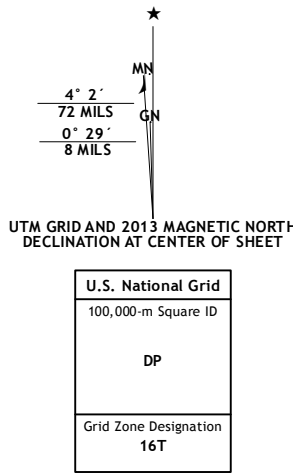 ★
MN
4° 2´
72 MILS
GN
0° 29´
8 MILS
UTM GRID AND 2013 MAGNETIC NORTH
DECLINATION AT CENTER OF SHEET
U.S. National Grid
100,000-m Square ID
DP
Grid Zone Designation
16T